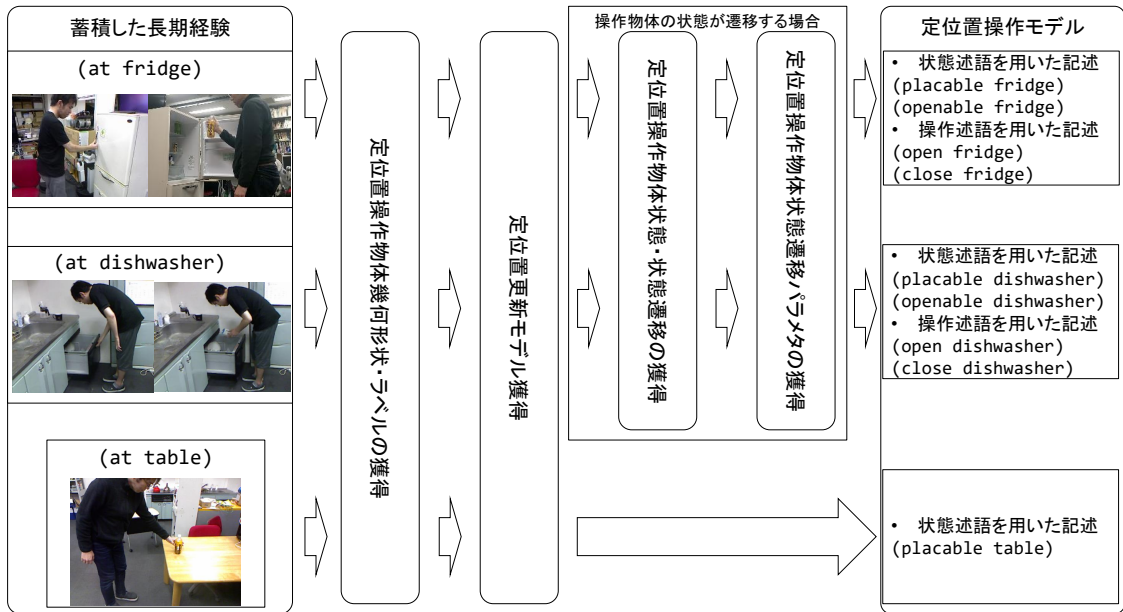 蓄積した長期経験
(at fridge)
(at dishwasher)
(at table)
定位置操作物体幾何形状・ラベルの獲得
定位置更新モデル獲得
操作物体の状態が遷移する場合
定位置操作物体状態・状態遷移の獲得
定位置操作物体状態遷移パラメタの獲得
定位置操作モデル
• 状態述語を用いた記述
(placable fridge)
(openable fridge)
• 操作述語を用いた記述
(open fridge)
(close fridge)
• 状態述語を用いた記述
(placable dishwasher)
(openable dishwasher)
• 操作述語を用いた記述
(open dishwasher)
(close dishwasher)
• 状態述語を用いた記述
(placable table)